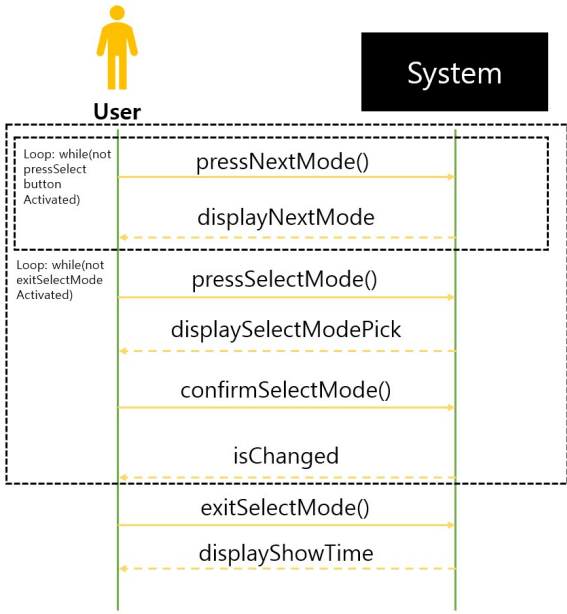 System
User
Loop: while(not
pressSelect
button
Activated)
pressNextMode()
displayNextMode
Loop: while(not
exitSelectMode
Activated)
pressSelectMode()
displaySelectModePick
confirmSelectMode()
isChanged
exitSelectMode()
displayShowTime